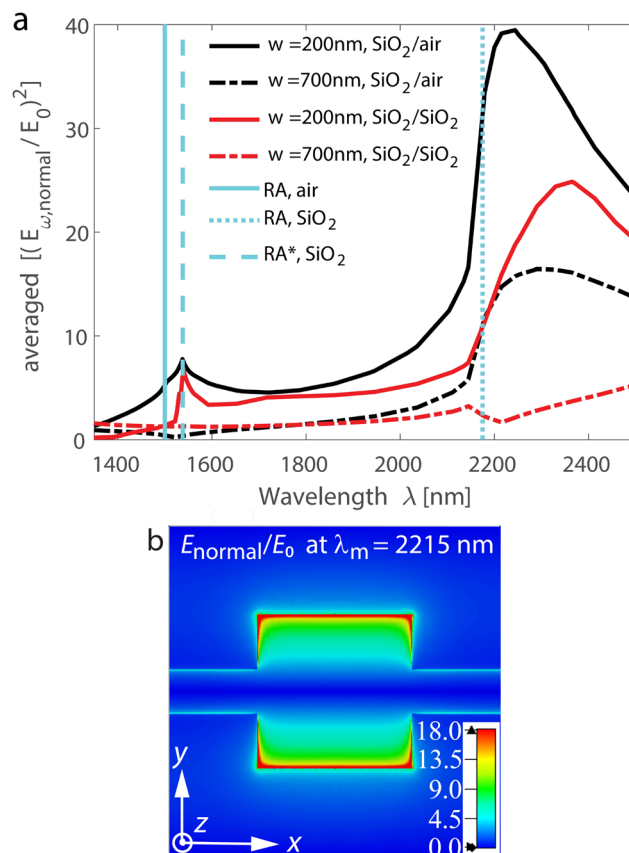 a
40
30
20
10
0
averaged [( E ω,normal / E 0 ) 2 ]
w =200nm, SiO2/air
w =700nm, SiO2/air
w =200nm, SiO2/SiO2
w =700nm, SiO2/SiO2
RA, air
RA, SiO2
RA*, SiO2
1400 1600 1800 2000 2200 2400
Wavelength λ [nm]
b
Enormal/E0 at λm = 2215 nm
18.0
13.5
9.0
4.5
0.0
y
z
x